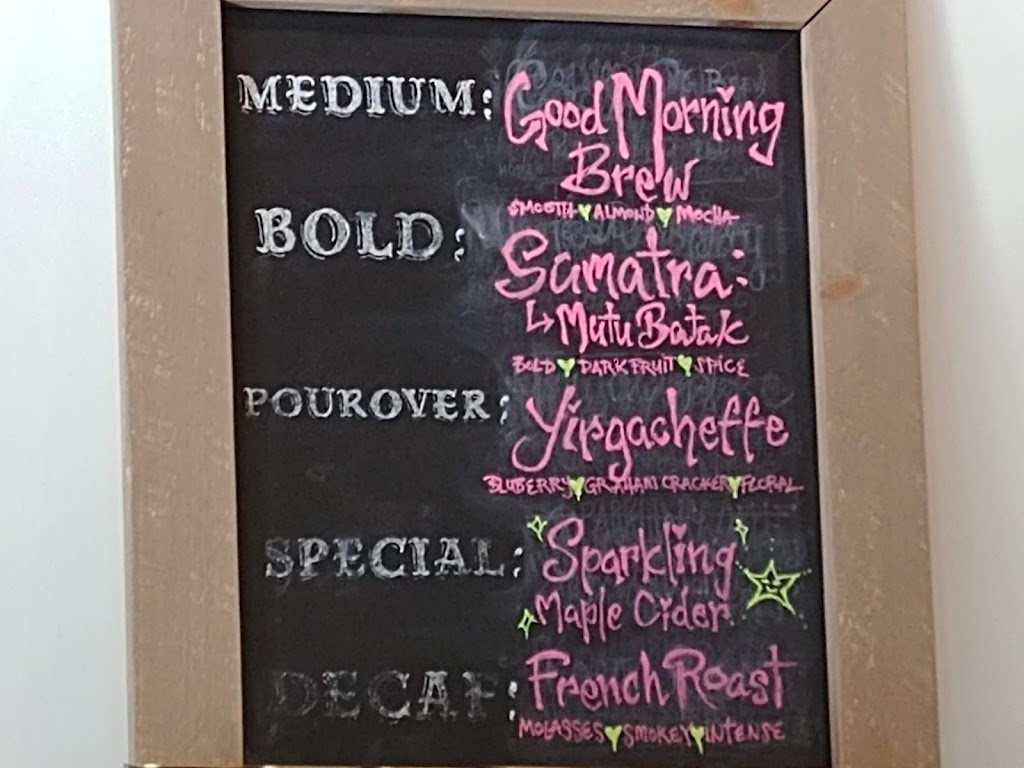 MEDIUM: Good Morning
Brew
SMOOTH ALMOND MOCHA
BOLD: Sumatra:
↳ Mutu Batak
BOLD DARK FRUIT SPICE
POUROVER: Yirgacheffe
BLUBERRY GRAHAM CRACKER FLORAL
SPECIAL: Sparkling
Maple Cider
DECAF: French Roast
MOLASSES SMOKEY INTENSE